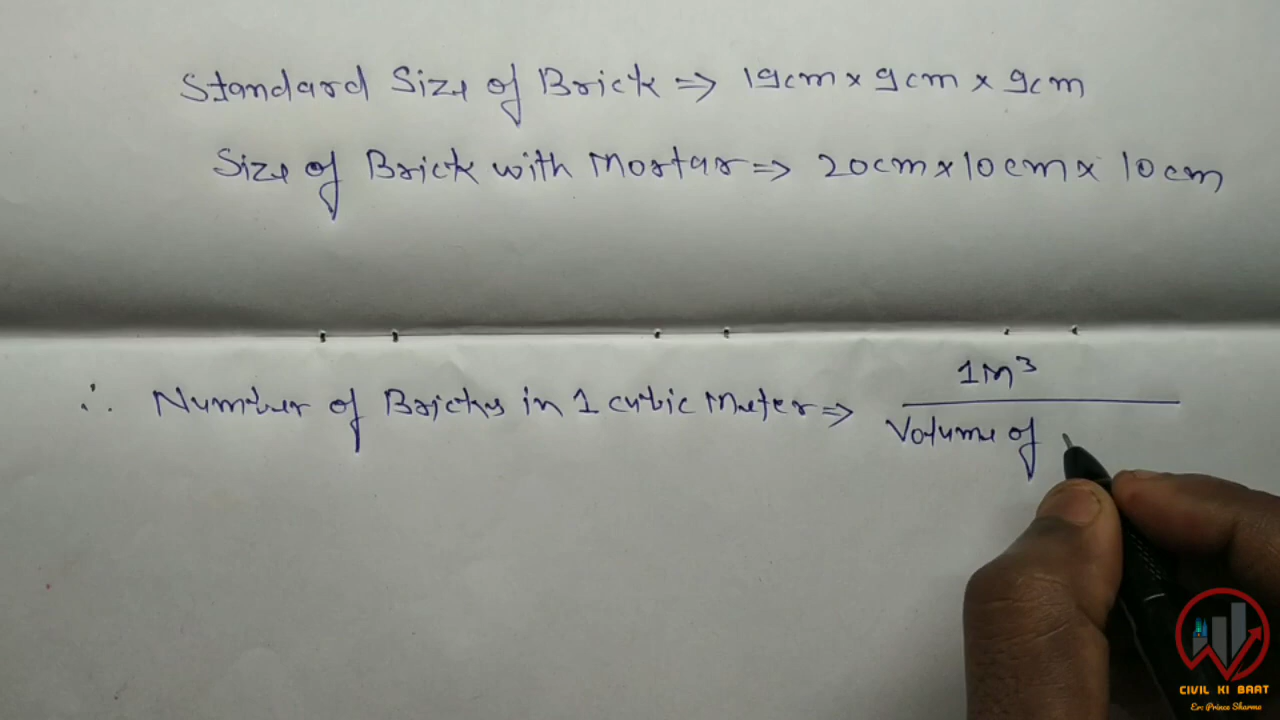 Standard Size of Brick ⇒ 19cm × 9cm × 9cm
Size of Brick with Mortar ⇒ 20cm × 10cm × 10cm
∴ Number of Bricks in 1 cubic Meter ⇒ 1m³
Volume of
CIVIL KI BAAT
Er: Prince Sharma